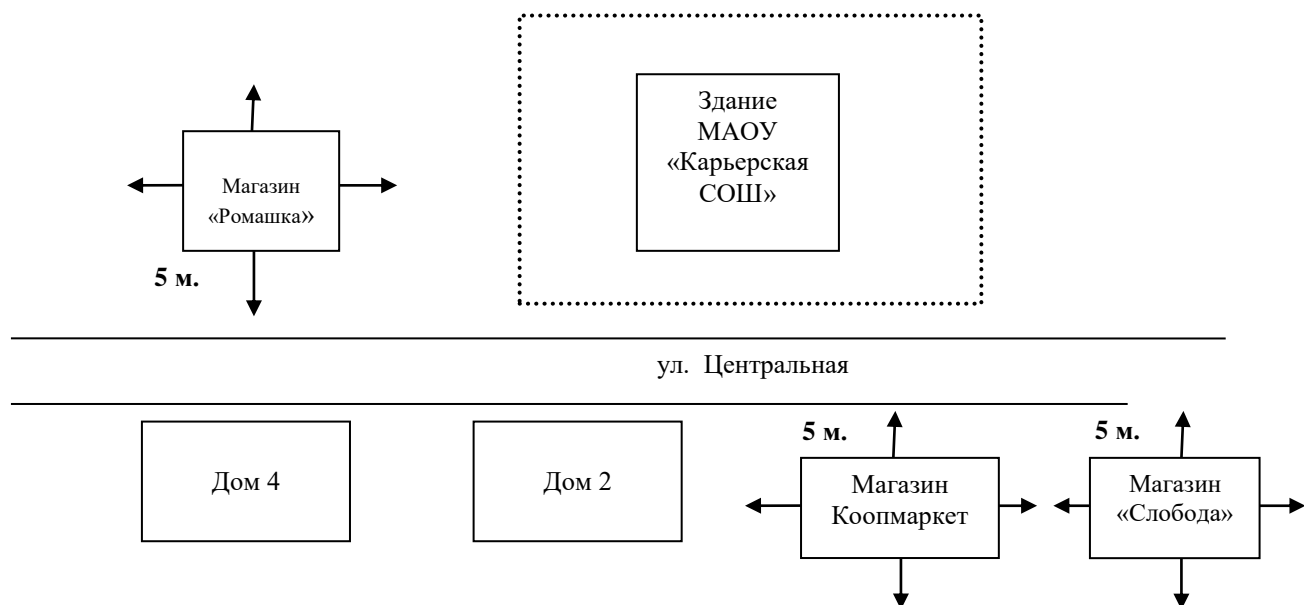 Здание
МАОУ
«Карьерская
СОШ»
Магазин
«Ромашка»
5 м.
ул. Центральная
Дом 4
Дом 2
5 м.
Магазин
Коопмаркет
5 м.
Магазин
«Слобода»